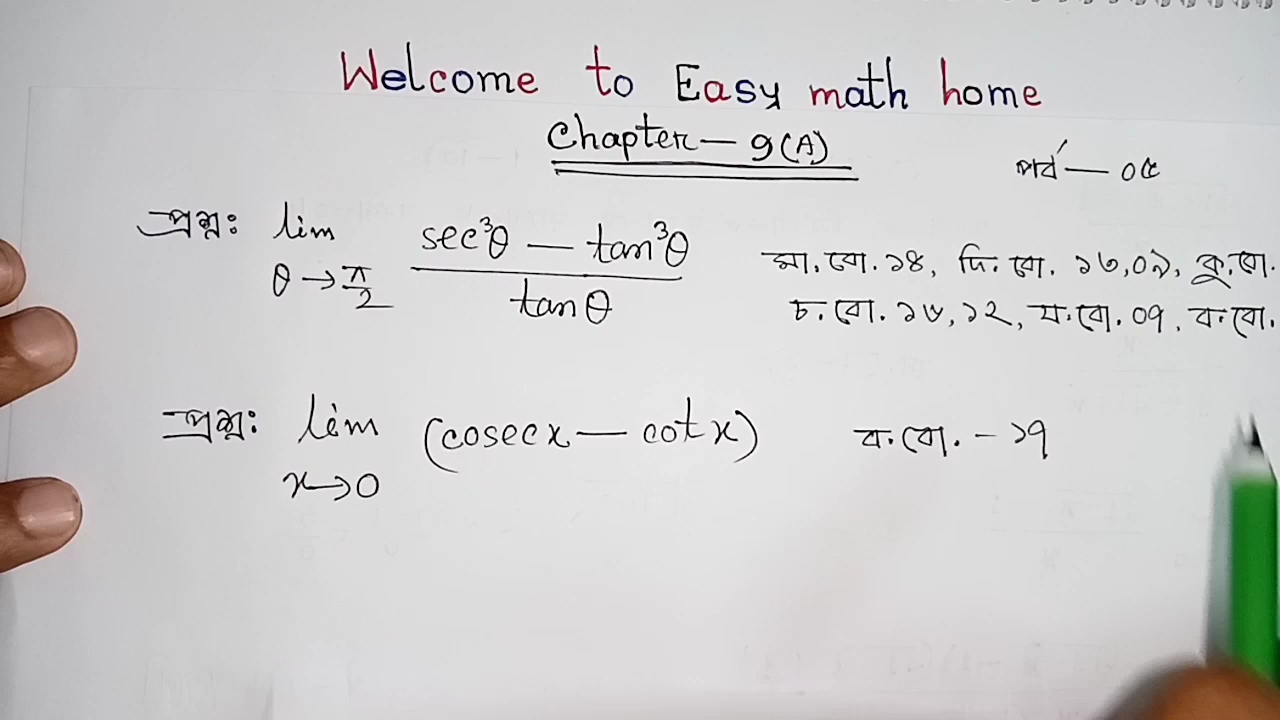 Welcome to Easy math home
Chapter – 9(A)
পর্ব – ০৫
প্রশ্ন: lim θ→π/2 (sec³θ – tan³θ)/tanθ
মা.বো. ১৪, দি. বো. ১৩,০৯, কু.বো.
চ.বো. ১৬,১২, য.বো. ০৭, ব.বো.
প্রশ্ন: lim x→0 (cosecx – cotx) ব.বো. – ১৭